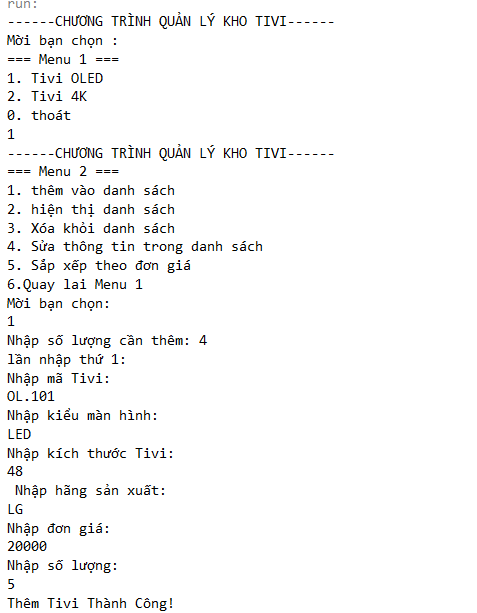 run:
------CHƯƠNG TRÌNH QUẢN LÝ KHO TIVI------
Mời bạn chọn :
=== Menu 1 ===
1. Tivi OLED
2. Tivi 4K
0. thoát
1
------CHƯƠNG TRÌNH QUẢN LÝ KHO TIVI------
=== Menu 2 ===
1. thêm vào danh sách
2. hiện thị danh sách
3. Xóa khỏi danh sách
4. Sửa thông tin trong danh sách
5. Sắp xếp theo đơn giá
6.Quay lai Menu 1
Mời bạn chọn:
1
Nhập số lượng cần thêm: 4
lần nhập thứ 1:
Nhập mã Tivi:
OL.101
Nhập kiểu màn hình:
LED
Nhập kích thước Tivi:
48
 Nhập hãng sản xuất:
LG
Nhập đơn giá:
20000
Nhập số lượng:
5
Thêm Tivi Thành Công!